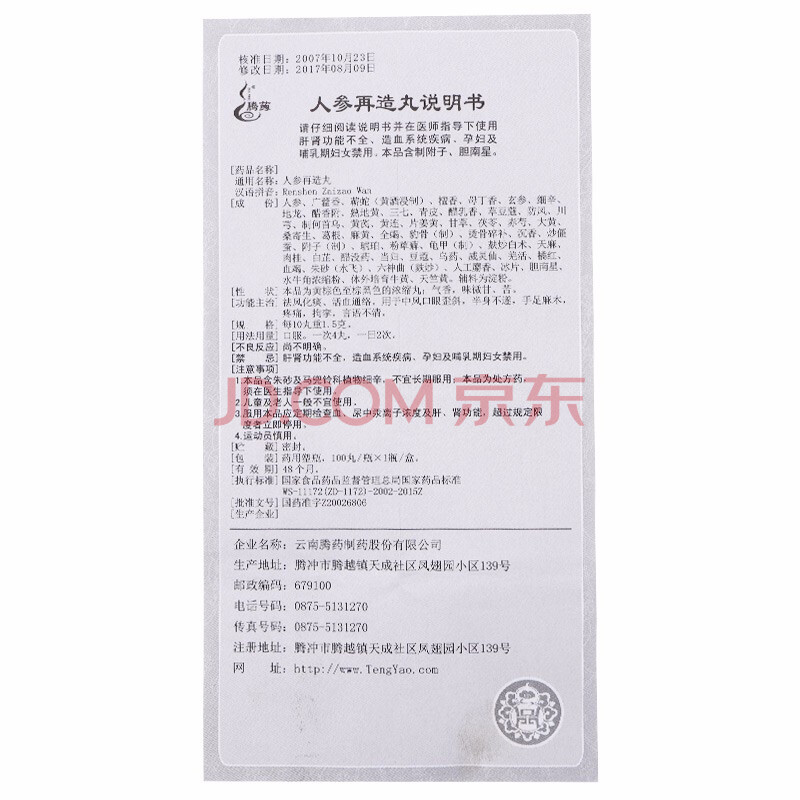 核准日期：2007年10月23日
修改日期：2017年08月09日
腾药
人参再造丸说明书
请仔细阅读说明书并在医师指导下使用
肝肾功能不全、造血系统疾病、孕妇及
哺乳期妇女禁用。本品含制附子、胆南星。
[药品名称]
通用名称：人参再造丸
汉语拼音：Renshen Zaizao Wan
[成 份] 人参、广藿香、蕲蛇（黄酒浸制）、檀香、母丁香、玄参、细辛、
地龙、醋香附、熟地黄、三七、青皮、醋乳香、草豆蔻、防风、川
芎、制何首乌、黄芪、黄连、片姜黄、甘草、茯苓、赤芍、大黄、
桑寄生、葛根、麻黄、全蝎、豹骨（制）、烫骨碎补、沉香、炒僵
蚕、附子（制）、琥珀、粉萆薢、龟甲（制）、麸炒白术、天麻、
肉桂、白芷、醋没药、当归、豆蔻、乌药、威灵仙、羌活、橘红、
血竭、朱砂（水飞）、六神曲（麸炒）、人工麝香、冰片、胆南星、
水牛角浓缩粉、体外培育牛黄、天竺黄。辅料为淀粉。
[性 状] 本品为黄棕色至棕黑色的浓缩丸；气香，味微甘、苦。
[功能主治] 祛风化痰，活血通络。用于中风口眼歪斜，半身不遂，手足麻木，
疼痛，拘挛，言语不清。
[规 格] 每10丸重1.5克。
[用法用量] 口服。一次4丸，一日2次。
[不良反应] 尚不明确。
[禁 忌] 肝肾功能不全、造血系统疾病、孕妇及哺乳期妇女禁用。
[注意事项]
1.本品含朱砂及马兜铃科植物细辛，不宜长期服用，本品为处方药，
须在医生指导下使用。
2.儿童及老人一般不宜使用。
3.服用本品应定期检查血、尿中汞离子浓度及肝、肾功能，超过规定限
度者立即停用。
4.运动员慎用。
[贮 藏] 密封。
[包 装] 药用塑瓶，100丸/瓶×1瓶/盒。
[有 效 期] 48个月。
[执行标准] 国家食品药品监督管理总局国家药品标准
WS-11172(ZD-1172)-2002-2015Z
[批准文号] 国药准字Z20026806
[生产企业]
企业名称：云南腾药制药股份有限公司
生产地址：腾冲市腾越镇天成社区凤翅园小区139号
邮政编码：679100
电话号码：0875-5131270
传真号码：0875-5131270
注册地址：腾冲市腾越镇天成社区凤翅园小区139号
网 址：http://www.TengYao.com
JD.COM 京东